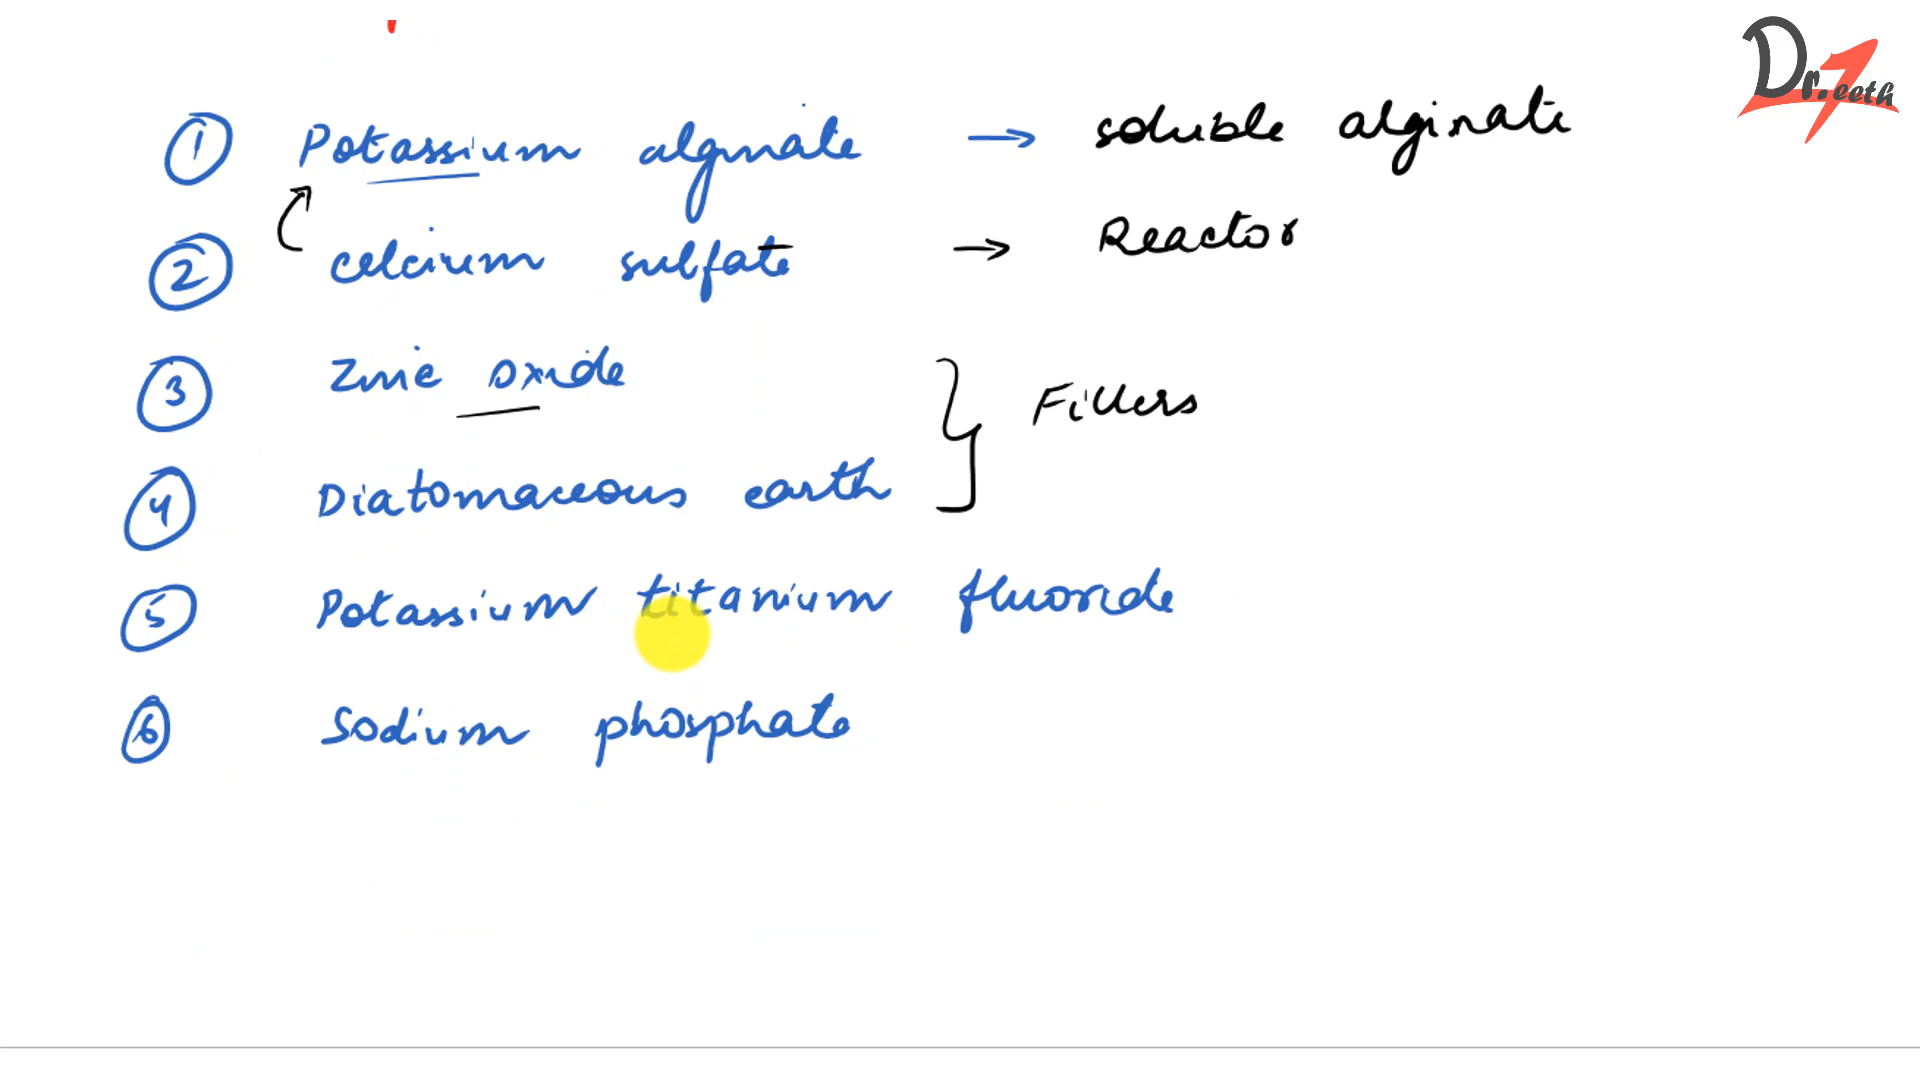 Dr.eeth
1 Potassium alginate → soluble alginate
2 calcium sulfate → Reactor
3 Zinc oxide
Fillers
4 Diatomaceous earth
5 Potassium titanium fluoride
6 Sodium phosphate